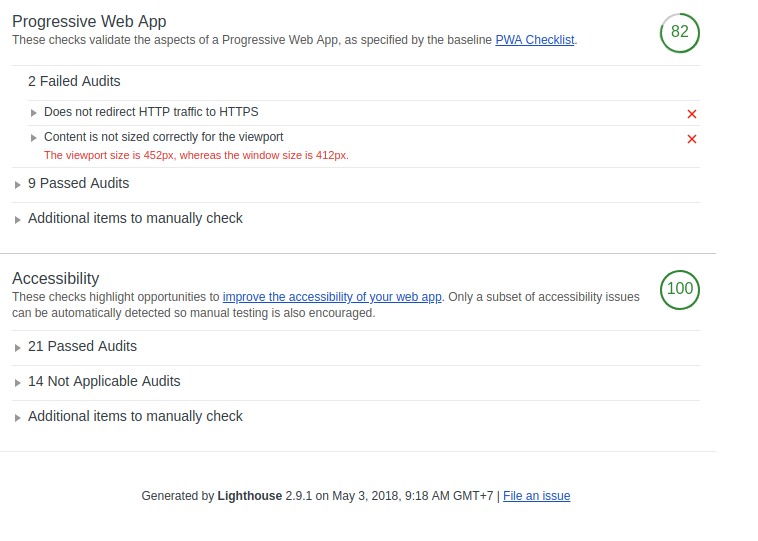 Progressive Web App
These checks validate the aspects of a Progressive Web App, as specified by the baseline PWA Checklist.
82
2 Failed Audits
Does not redirect HTTP traffic to HTTPS
Content is not sized correctly for the viewport
The viewport size is 452px, whereas the window size is 412px.
9 Passed Audits
Additional items to manually check
Accessibility
These checks highlight opportunities to improve the accessibility of your web app. Only a subset of accessibility issues
can be automatically detected so manual testing is also encouraged.
100
21 Passed Audits
14 Not Applicable Audits
Additional items to manually check
Generated by Lighthouse 2.9.1 on May 3, 2018, 9:18 AM GMT+7 | File an issue